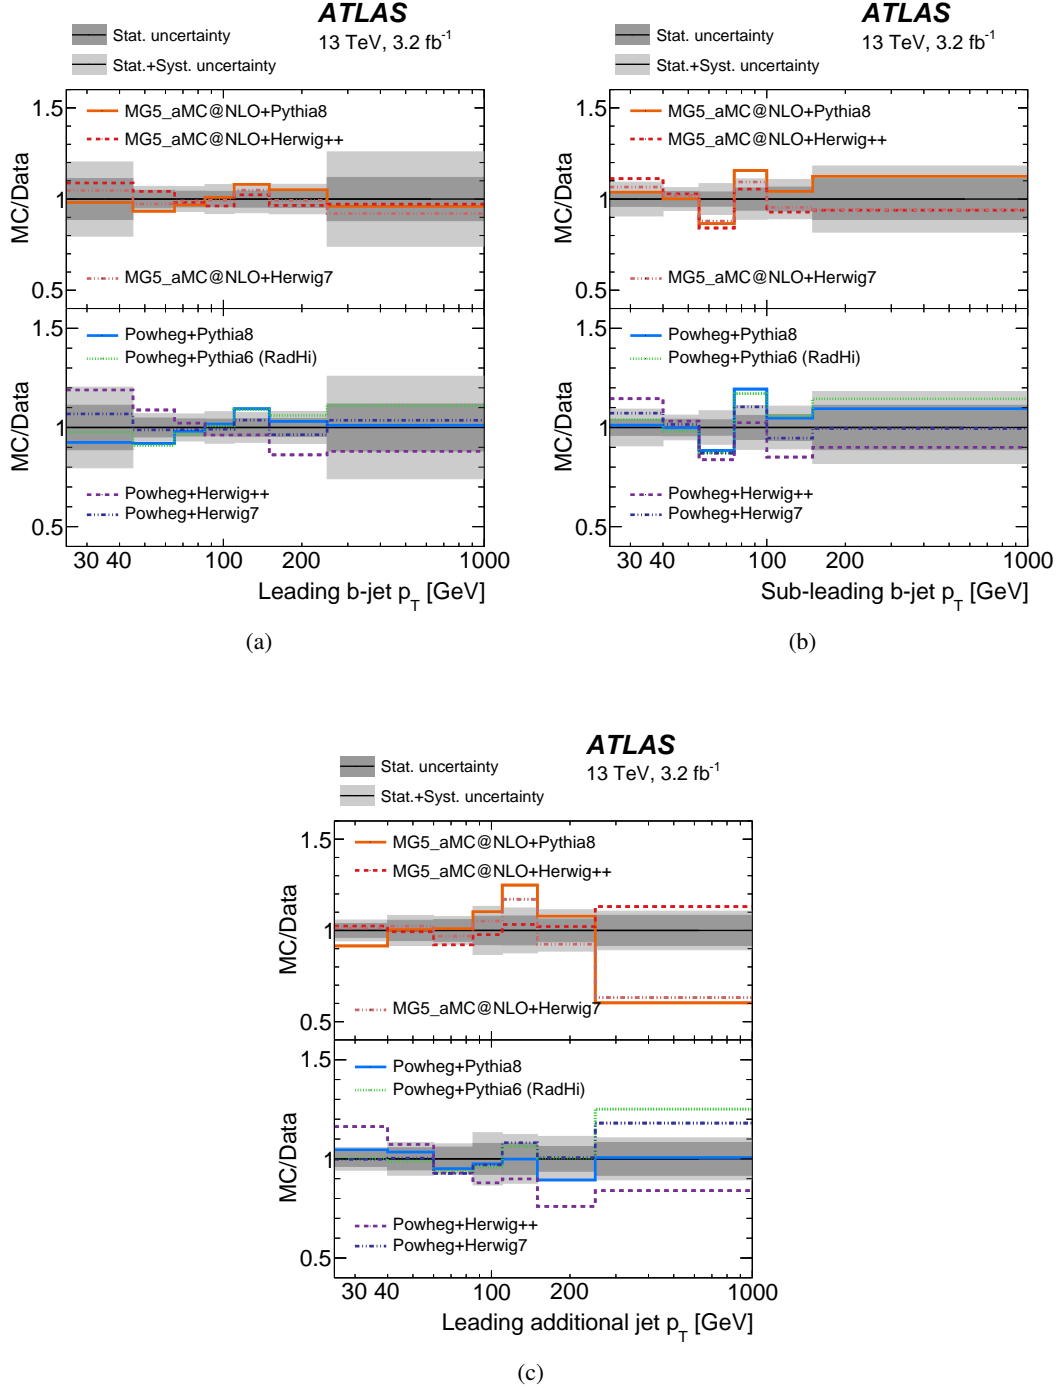 ATLAS
13 TeV, 3.2 fb⁻¹
Stat. uncertainty
Stat.+Syst. uncertainty
1.5
MG5_aMC@NLO+Pythia8
MG5_aMC@NLO+Herwig++
MC/Data
1
MG5_aMC@NLO+Herwig7
0.5
1.5
Powheg+Pythia8
Powheg+Pythia6 (RadHi)
MC/Data
1
Powheg+Herwig++
Powheg+Herwig7
0.5
30 40 100 200 1000
Leading b-jet p_T [GeV]
(a)
ATLAS
13 TeV, 3.2 fb⁻¹
Stat. uncertainty
Stat.+Syst. uncertainty
1.5
MG5_aMC@NLO+Pythia8
MG5_aMC@NLO+Herwig++
MC/Data
1
MG5_aMC@NLO+Herwig7
0.5
1.5
Powheg+Pythia8
Powheg+Pythia6 (RadHi)
MC/Data
1
Powheg+Herwig++
Powheg+Herwig7
0.5
30 40 100 200 1000
Sub-leading b-jet p_T [GeV]
(b)
ATLAS
13 TeV, 3.2 fb⁻¹
Stat. uncertainty
Stat.+Syst. uncertainty
1.5
MG5_aMC@NLO+Pythia8
MG5_aMC@NLO+Herwig++
MC/Data
1
MG5_aMC@NLO+Herwig7
0.5
1.5
Powheg+Pythia8
Powheg+Pythia6 (RadHi)
MC/Data
1
Powheg+Herwig++
Powheg+Herwig7
0.5
30 40 100 200 1000
Leading additional jet p_T [GeV]
(c)